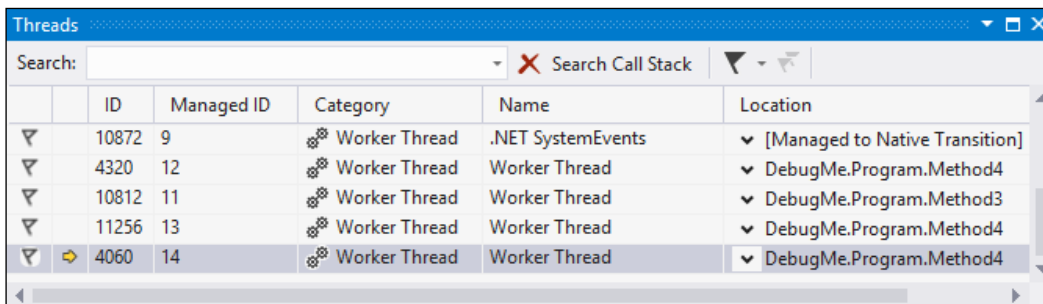 Threads
Search: Search Call Stack
ID Managed ID Category Name Location
10872 9 Worker Thread .NET SystemEvents [Managed to Native Transition]
4320 12 Worker Thread Worker Thread DebugMe.Program.Method4
10812 11 Worker Thread Worker Thread DebugMe.Program.Method3
11256 13 Worker Thread Worker Thread DebugMe.Program.Method4
4060 14 Worker Thread Worker Thread DebugMe.Program.Method4